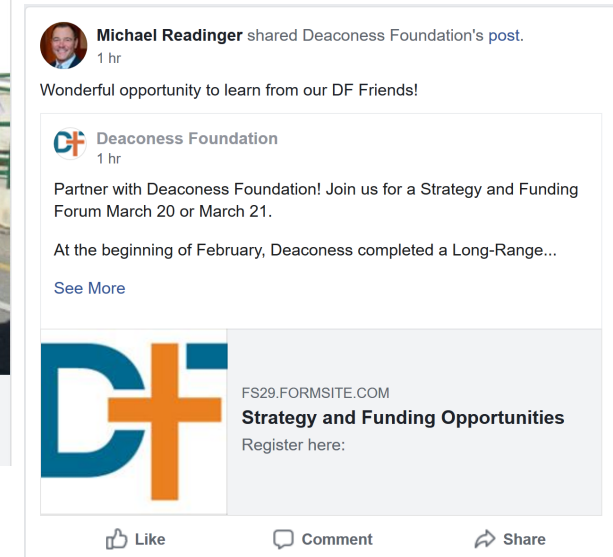 Michael Readinger shared Deaconess Foundation's post.
1 hr
Wonderful opportunity to learn from our DF Friends!
DF
Deaconess Foundation
1 hr
Partner with Deaconess Foundation! Join us for a Strategy and Funding
Forum March 20 or March 21.
At the beginning of February, Deaconess completed a Long-Range...
See More
DF
FS29.FORMSITE.COM
Strategy and Funding Opportunities
Register here:
Like Comment Share